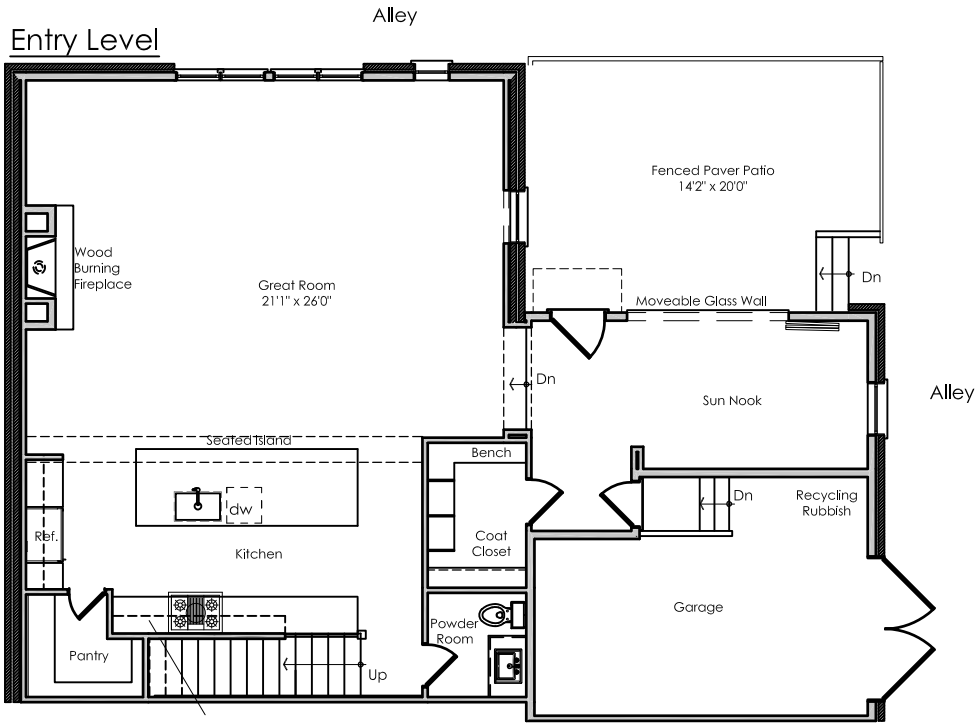 Alley
Entry Level
Fenced Paver Patio
14'2" x 20'0"
Wood
Burning
Fireplace
Great Room
21'1" x 26'0"
Dn
Moveable Glass Wall
Dn
Sun Nook
Alley
Seated Island
Bench
dw
Ref.
Kitchen
Coat
Closet
Dn
Recycling
Rubbish
Garage
Powder
Room
Pantry
Up